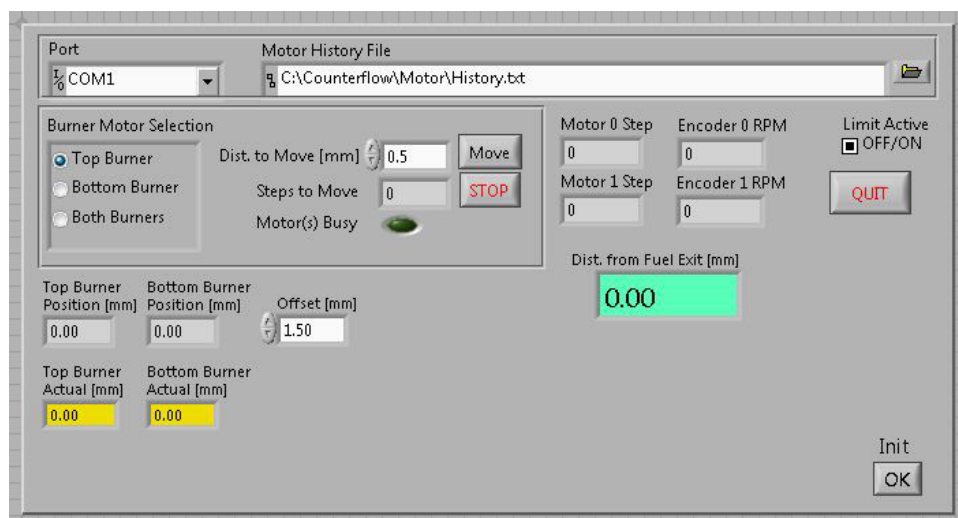 Port
Motor History File
I/O COM1
C:\Counterflow\Motor\History.txt
Burner Motor Selection
Top Burner
Bottom Burner
Both Burners
Dist. to Move [mm] 0.5 Move
Steps to Move 0 STOP
Motor(s) Busy
Motor 0 Step Encoder 0 RPM
0 0
Motor 1 Step Encoder 1 RPM
0 0
Limit Active
OFF/ON
QUIT
Dist. from Fuel Exit [mm]
0.00
Top Burner Bottom Burner
Position [mm] Position [mm] Offset [mm]
0.00 0.00 1.50
Top Burner Bottom Burner
Actual [mm] Actual [mm]
0.00 0.00
Init
OK